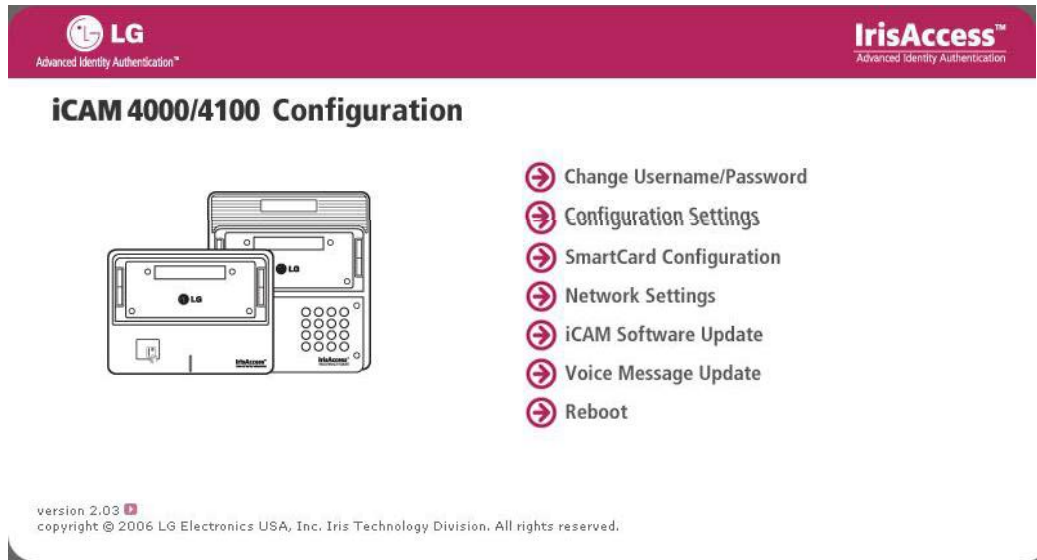 LG
Advanced Identity Authentication™
IrisAccess™
Advanced Identity Authentication
iCAM 4000/4100 Configuration
Change Username/Password
Configuration Settings
SmartCard Configuration
Network Settings
iCAM Software Update
Voice Message Update
Reboot
LG
LG
IrisAccess™
IrisAccess™
version 2.03
copyright @ 2006 LG Electronics USA, Inc. Iris Technology Division. All rights reserved.